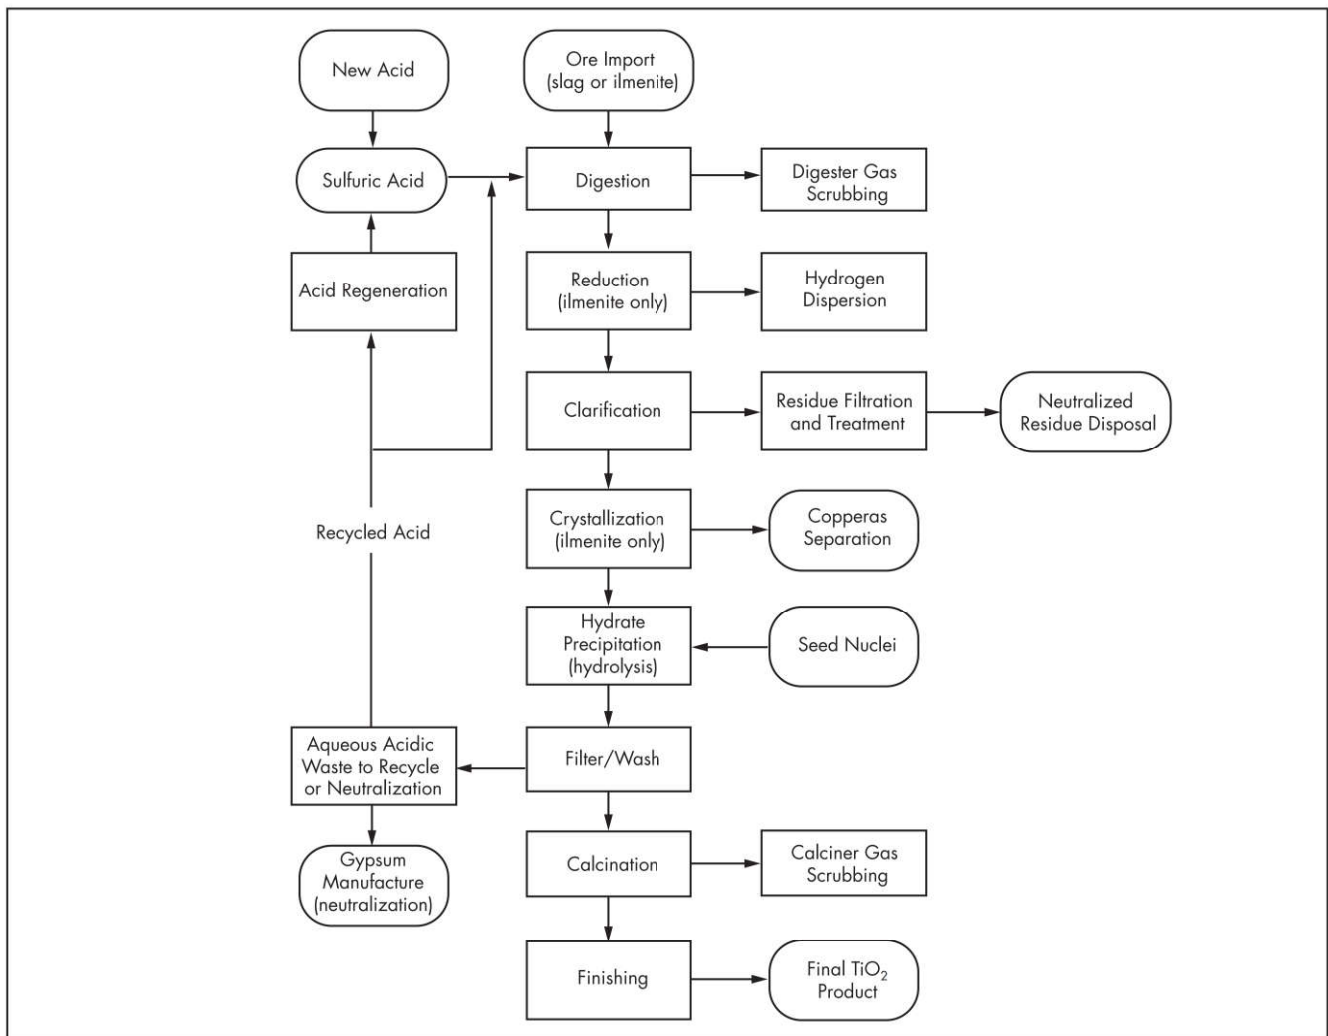 New Acid
Ore Import
(slag or ilmenite)
Sulfuric Acid
Digestion
Digester Gas
Scrubbing
Acid Regeneration
Reduction
(ilmenite only)
Hydrogen
Dispersion
Clarification
Residue Filtration
and Treatment
Neutralized
Residue Disposal
Recycled Acid
Crystallization
(ilmenite only)
Copperas
Separation
Hydrate
Precipitation
(hydrolysis)
Seed Nuclei
Aqueous Acidic
Waste to Recycle
or Neutralization
Filter/Wash
Gypsum
Manufacture
(neutralization)
Calcination
Calciner Gas
Scrubbing
Finishing
Final TiO2
Product